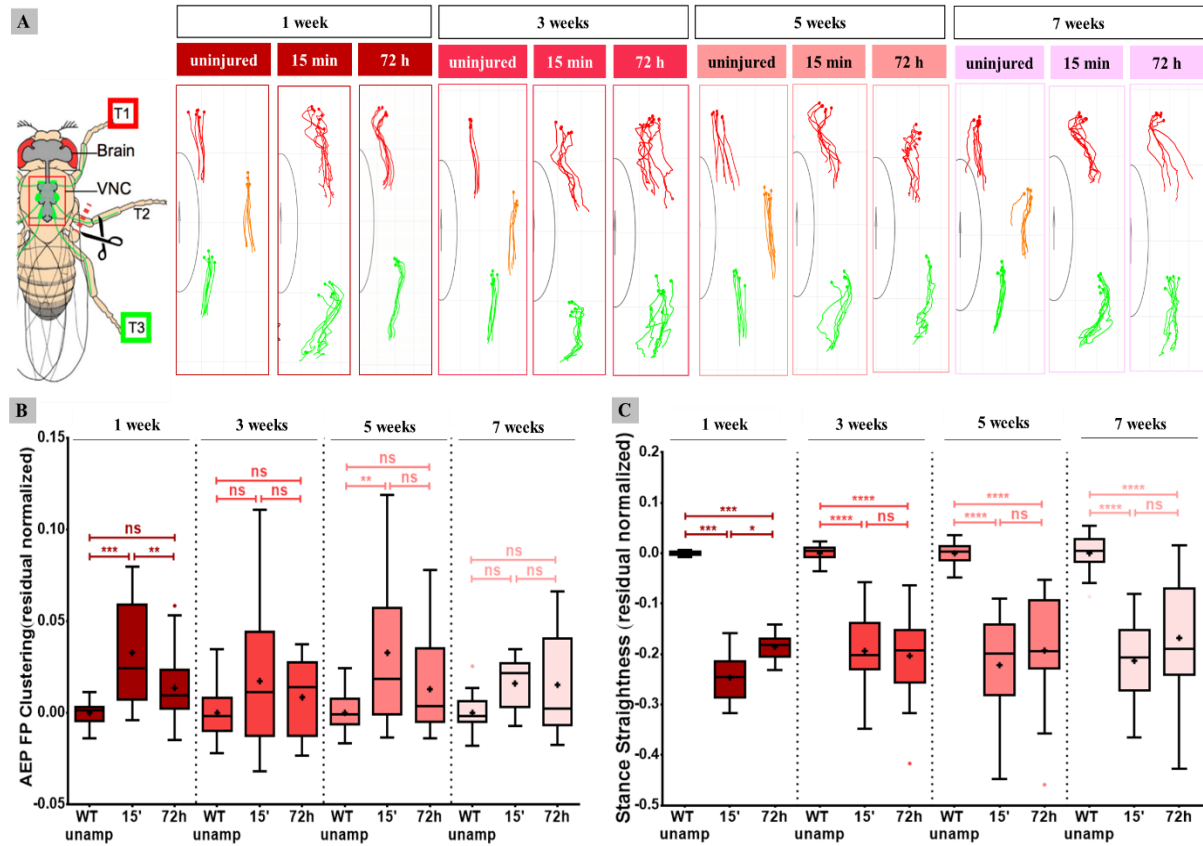 A
1 week
3 weeks
5 weeks
7 weeks
uninjured
15 min
72 h
uninjured
15 min
72 h
uninjured
15 min
72 h
uninjured
15 min
72 h
T1
Brain
VNC
T2
T3
B
1 week
3 weeks
5 weeks
7 weeks
AEP FP Clustering(residual normalized)
0.15
0.10
0.05
0.00
-0.05
ns
*** **
ns
ns ns
ns
** ns
ns
ns ns
WT unamp
15'
72h
WT unamp
15'
72h
WT unamp
15'
72h
WT unamp
15'
72h
C
1 week
3 weeks
5 weeks
7 weeks
Stance Straightness (residual normalized)
0.2
0.1
0.0
-0.1
-0.2
-0.3
-0.4
-0.5
***
*** *
****
**** ns
****
**** ns
****
**** ns
WT unamp
15'
72h
WT unamp
15'
72h
WT unamp
15'
72h
WT unamp
15'
72h